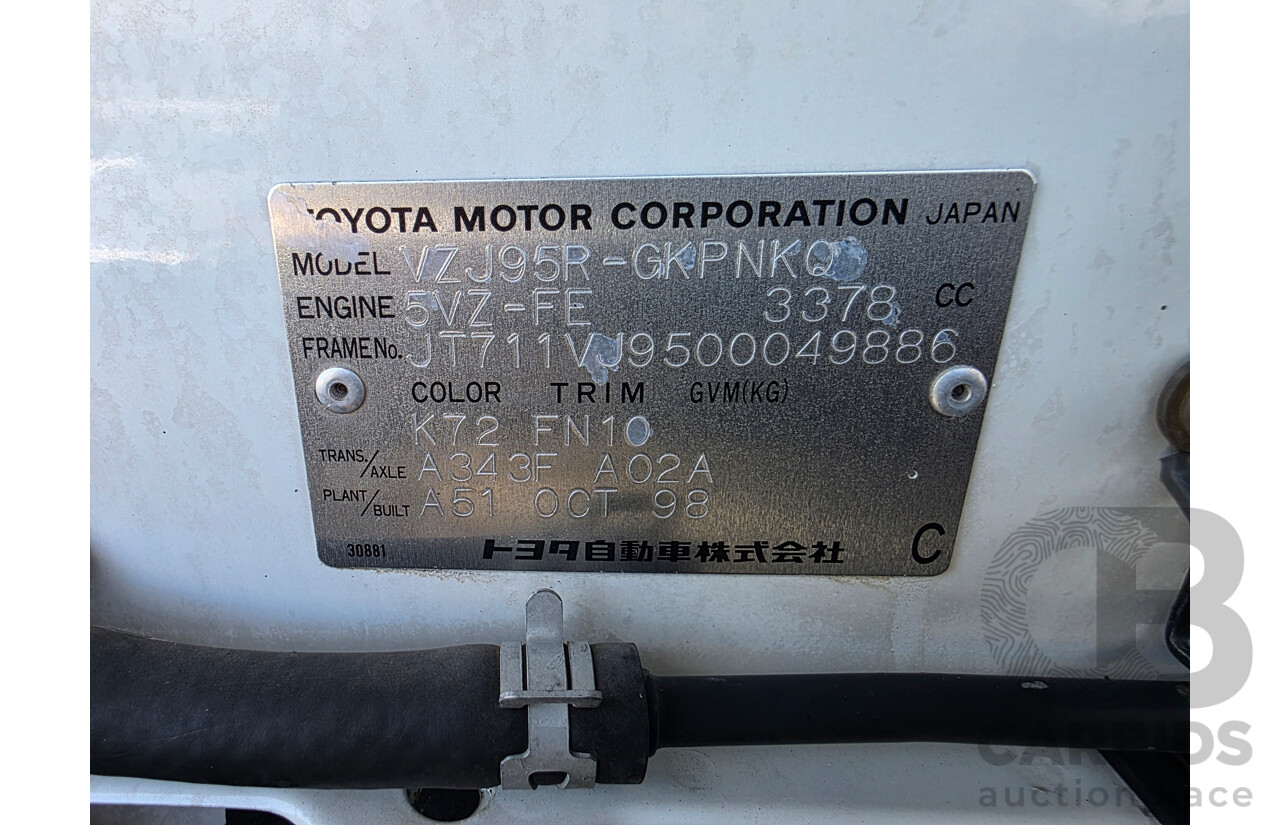 TOYOTA MOTOR CORPORATION JAPAN
MODEL VZJ95R-GKPNKQ
ENGINE 5VZ-FE 3378 CC
FRAME No. JT711VJ9500049886
COLOR TRIM GVM(KG)
K72 FN10
TRANS./AXLE A343F A02A
PLANT/BUILT A51 OCT 98
30881 トヨタ自動車株式会社 C
CB